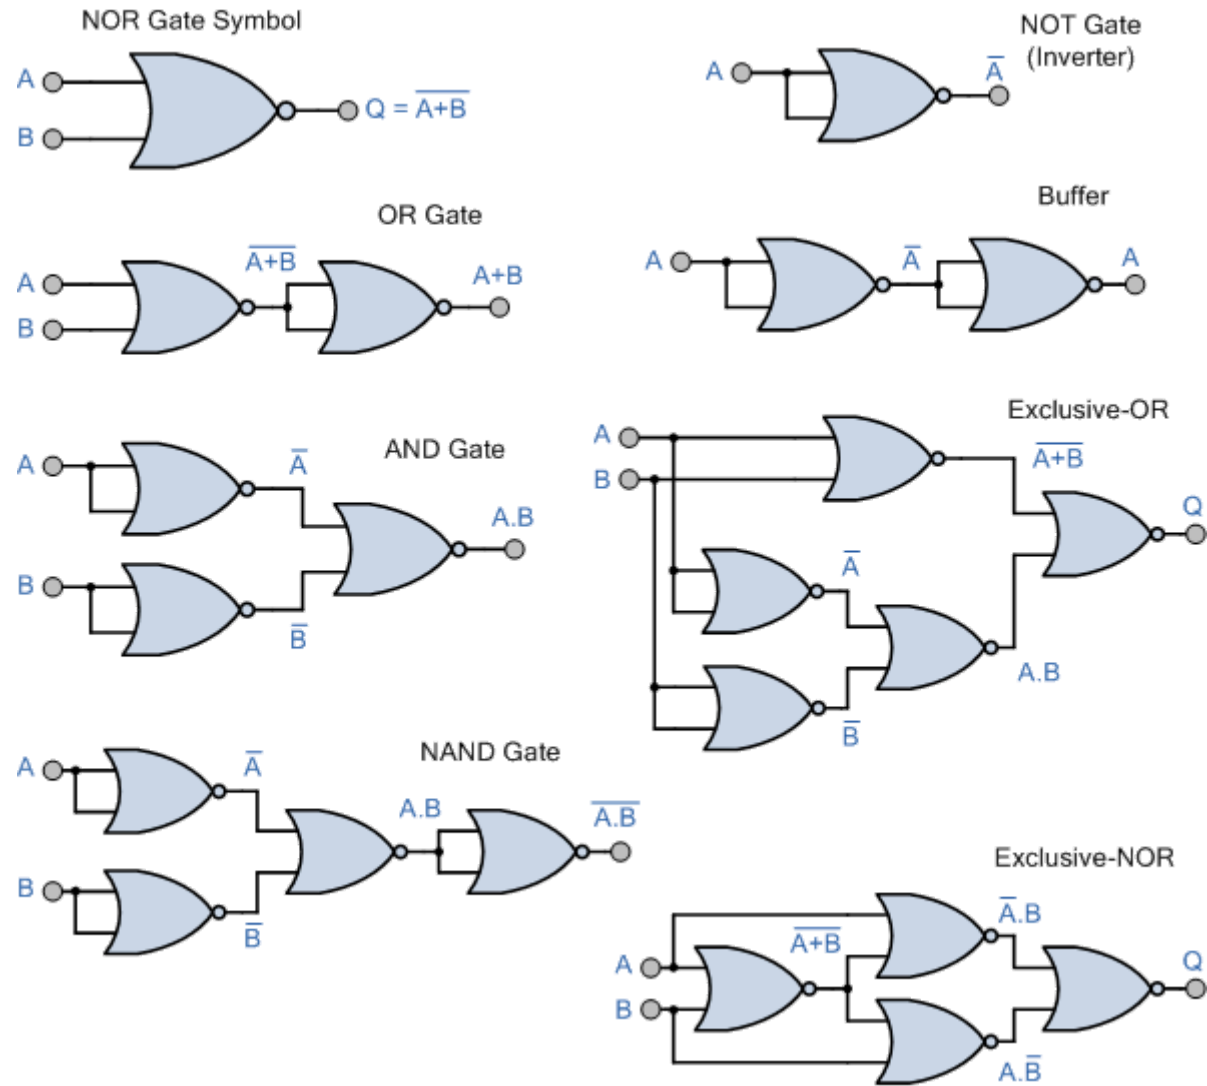 NOR Gate Symbol
A
B
Q = A̅+̅B̅
NOT Gate
(Inverter)
A
A̅
OR Gate
A
B
A̅+̅B̅
A+B
Buffer
A
A̅
A
AND Gate
A
A̅
B
B̅
A.B
Exclusive-OR
A
B
A̅+̅B̅
A̅
B̅
A.B
Q
NAND Gate
A
A̅
B
B̅
A.B
A̅.̅B̅
Exclusive-NOR
A
B
A̅+̅B̅
A̅.B
A.B̅
Q